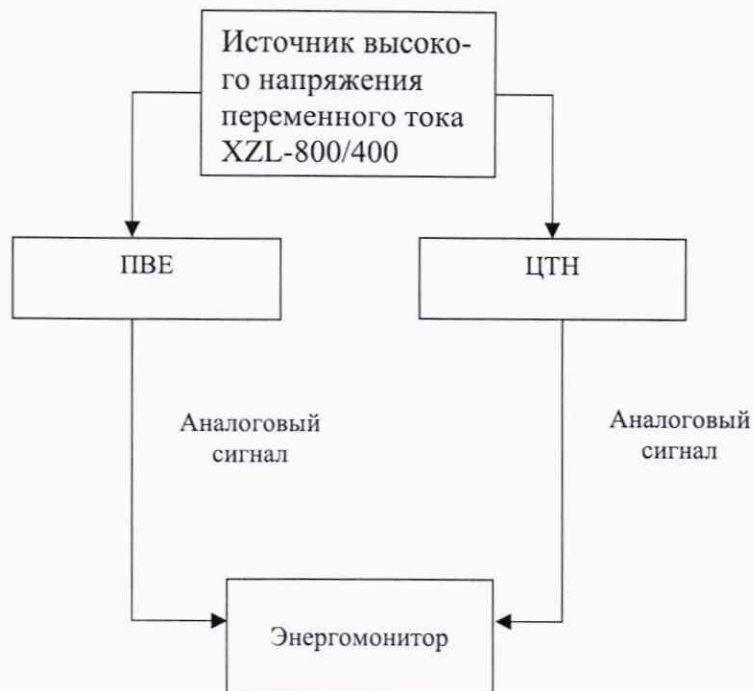 Источник высоко-
го напряжения
переменного тока
XZL-800/400
ПВЕ
ЦТН
Аналоговый
сигнал
Аналоговый
сигнал
Энергомонитор